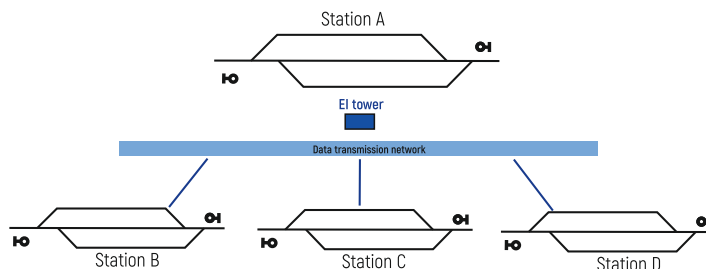 Station A
EI tower
Data transmission network
Station B
Station C
Station D